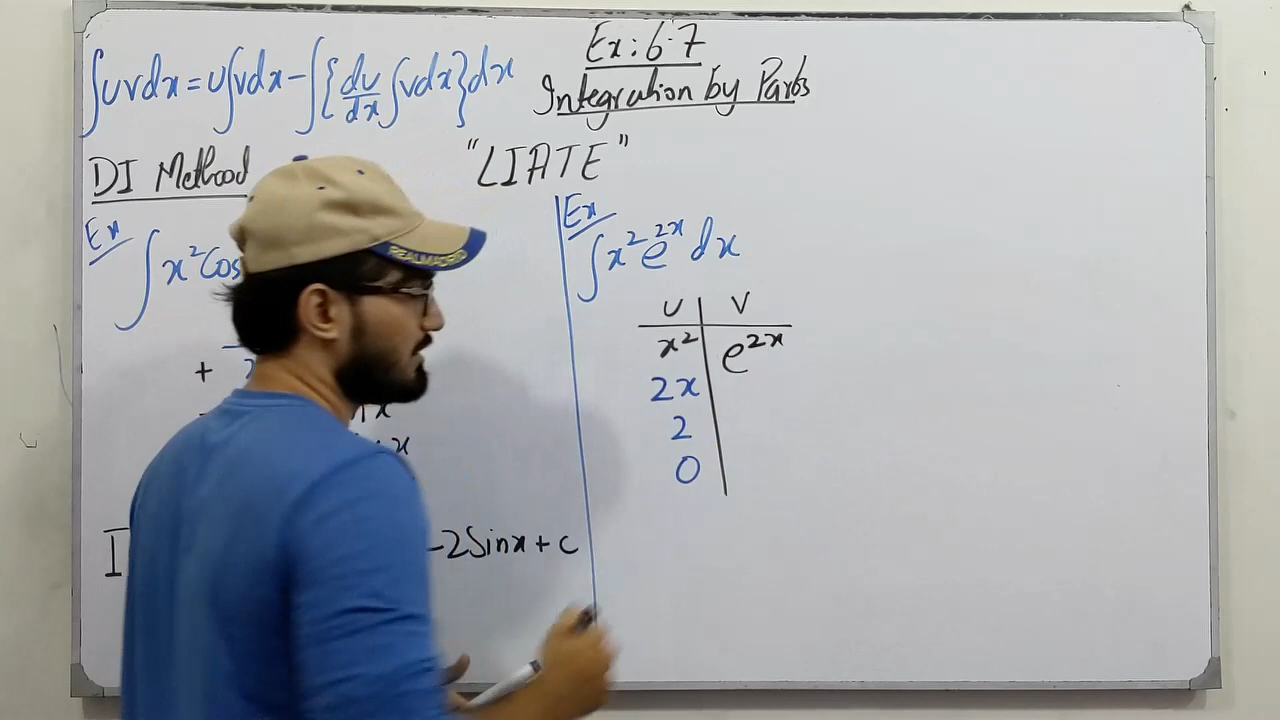 ∫uvdx = u∫vdx - ∫{du/dx ∫vdx}dx
Ex: 6.7
Integration by Parts
DI Method
"LIATE"
Ex
∫x²Cos
+
x
x
I
-2Sinx + c
REALMADRID
Ex
∫x²e²ˣ dx
U | V
x² | e²ˣ
2x
2
0